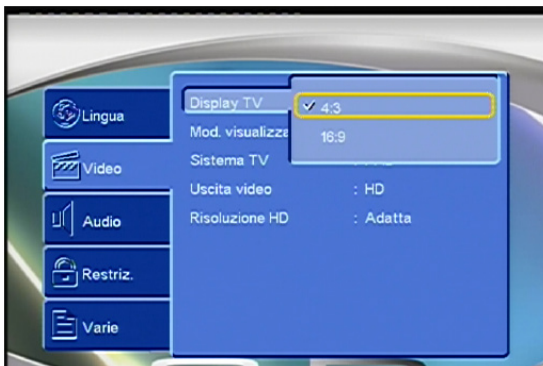 Lingua
Video
Audio
Restriz.
Varie
Display TV
✓ 4:3
16:9
Mod. visualizza
Sistema TV
Uscita video : HD
Risoluzione HD : Adatta